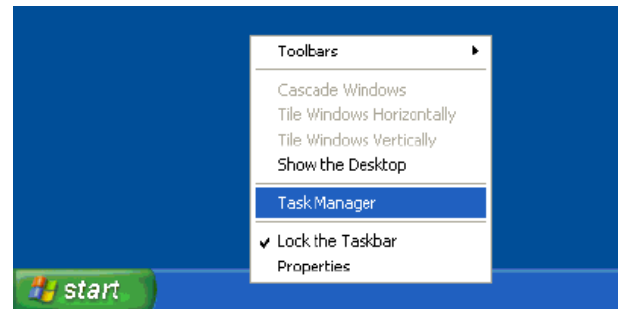 Toolbars
Cascade Windows
Tile Windows Horizontally
Tile Windows Vertically
Show the Desktop
Task Manager
Lock the Taskbar
Properties
start